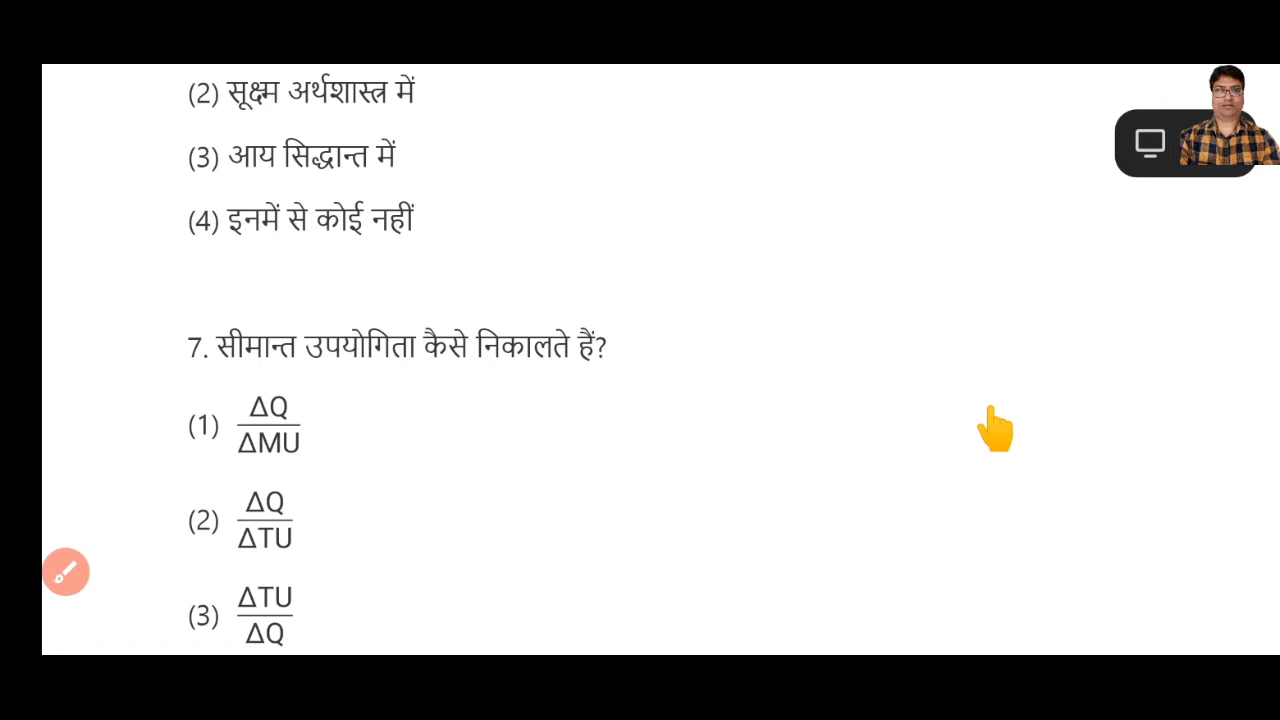 (2) सूक्ष्म अर्थशास्त्र में
(3) आय सिद्धान्त में
(4) इनमें से कोई नहीं
7. सीमान्त उपयोगिता कैसे निकालते हैं?
(1) ΔQ
ΔMU
(2) ΔQ
ΔTU
(3) ΔTU
ΔQ